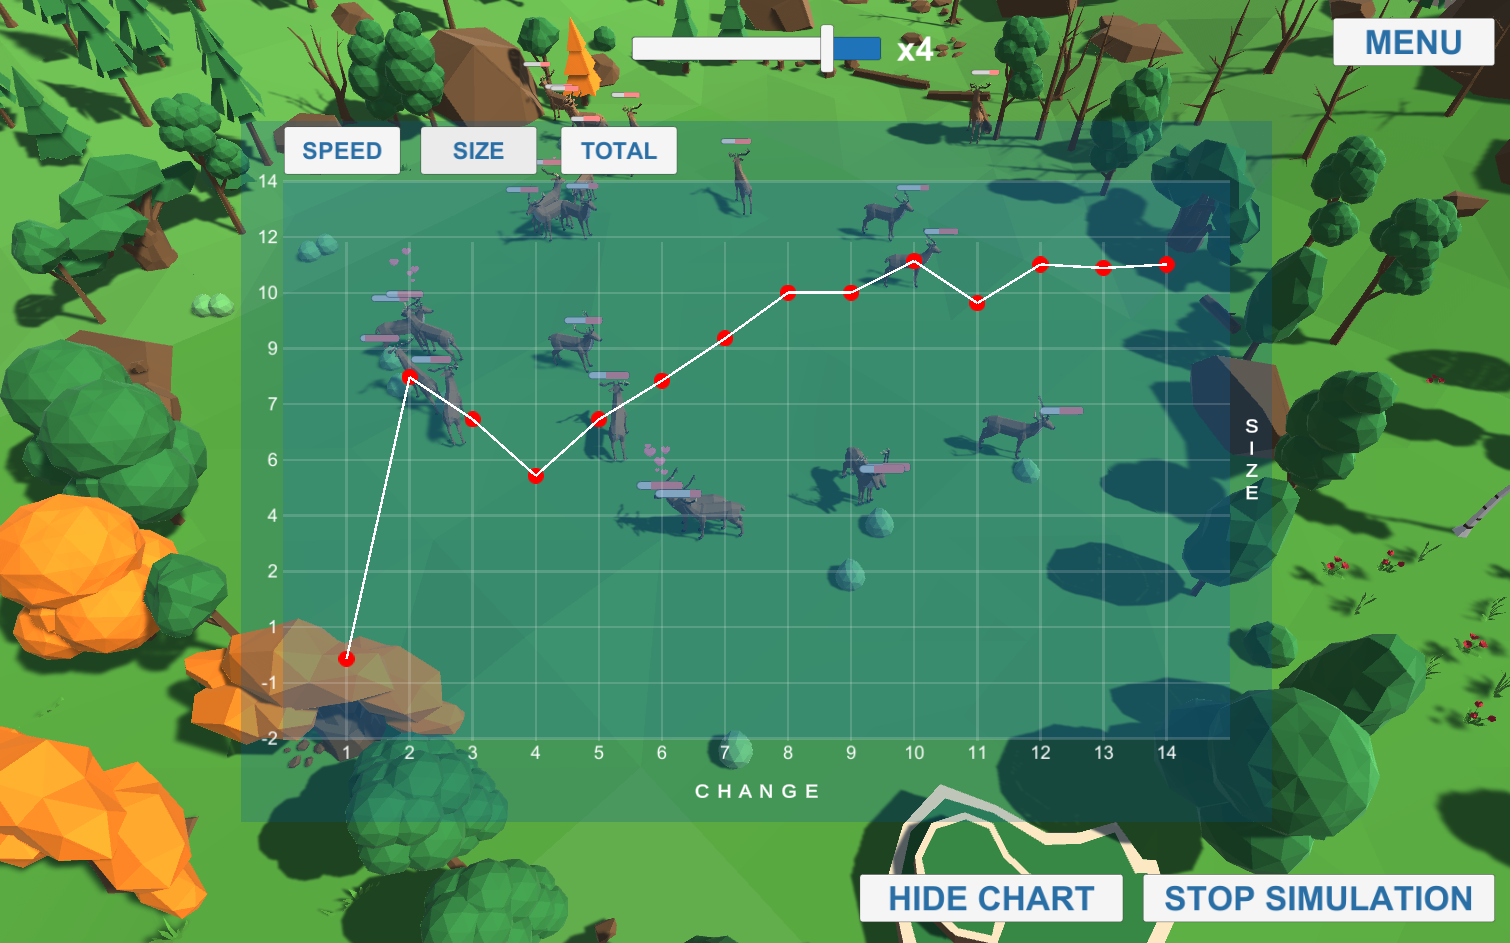 x4
MENU
SPEED
SIZE
TOTAL
14
12
10
9
7
6
4
2
1
-1
-2
1 2 3 4 5 6 7 8 9 10 11 12 13 14
CHANGE
SIZE
HIDE CHART
STOP SIMULATION